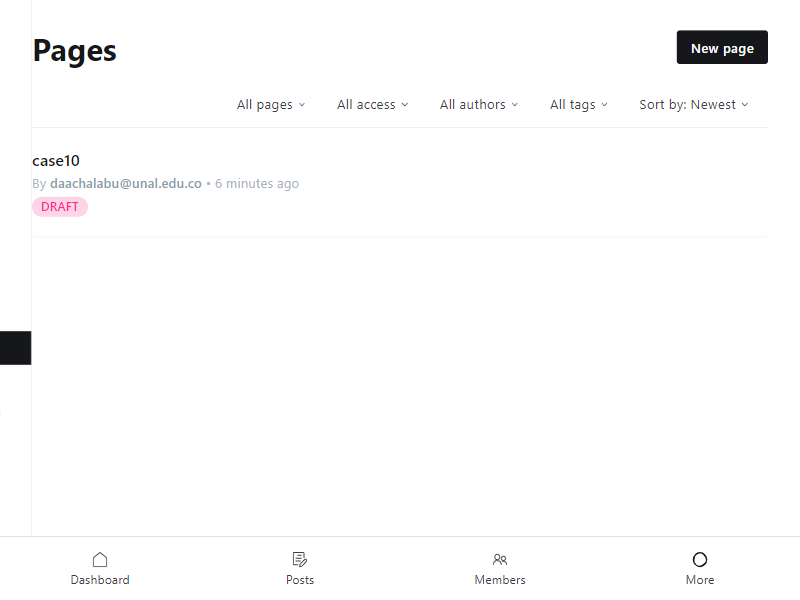 Pages
New page
All pages All access All authors All tags Sort by: Newest
case10
By daachalabu@unal.edu.co • 6 minutes ago
DRAFT
Dashboard Posts Members More